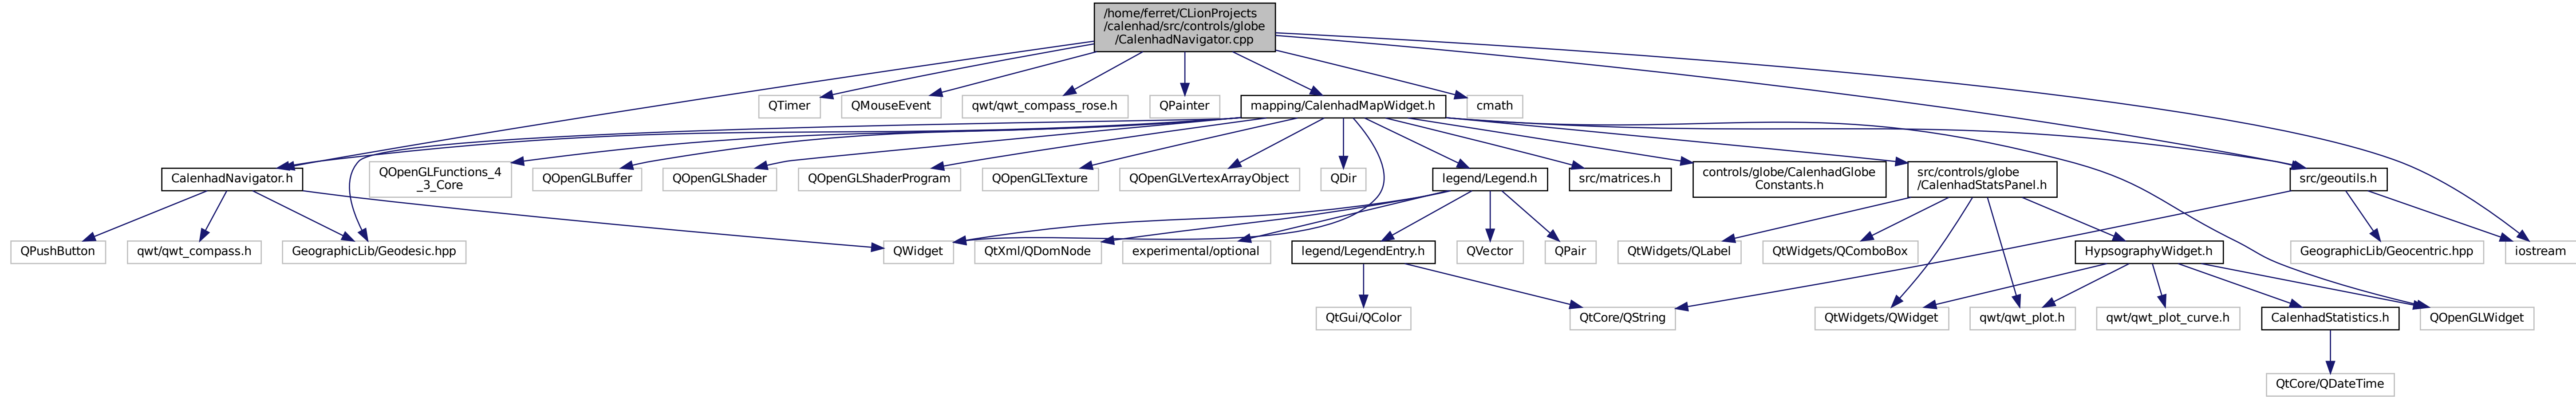 /home/ferret/CLionProjects
/calenhad/src/controls/globe
/CalenhadNavigator.cpp
QTimer
QMouseEvent
qwt/qwt_compass_rose.h
QPainter
mapping/CalenhadMapWidget.h
cmath
CalenhadNavigator.h
QOpenGLFunctions_4
_3_Core
QOpenGLBuffer
QOpenGLShader
QOpenGLShaderProgram
QOpenGLTexture
QOpenGLVertexArrayObject
QDir
legend/Legend.h
src/matrices.h
controls/globe/CalenhadGlobe
Constants.h
src/controls/globe
/CalenhadStatsPanel.h
src/geoutils.h
QPushButton
qwt/qwt_compass.h
GeographicLib/Geodesic.hpp
QWidget
QtXml/QDomNode
experimental/optional
legend/LegendEntry.h
QVector
QPair
QtWidgets/QLabel
QtWidgets/QComboBox
HypsographyWidget.h
GeographicLib/Geocentric.hpp
iostream
QtGui/QColor
QtCore/QString
QtWidgets/QWidget
qwt/qwt_plot.h
qwt/qwt_plot_curve.h
CalenhadStatistics.h
QOpenGLWidget
QtCore/QDateTime